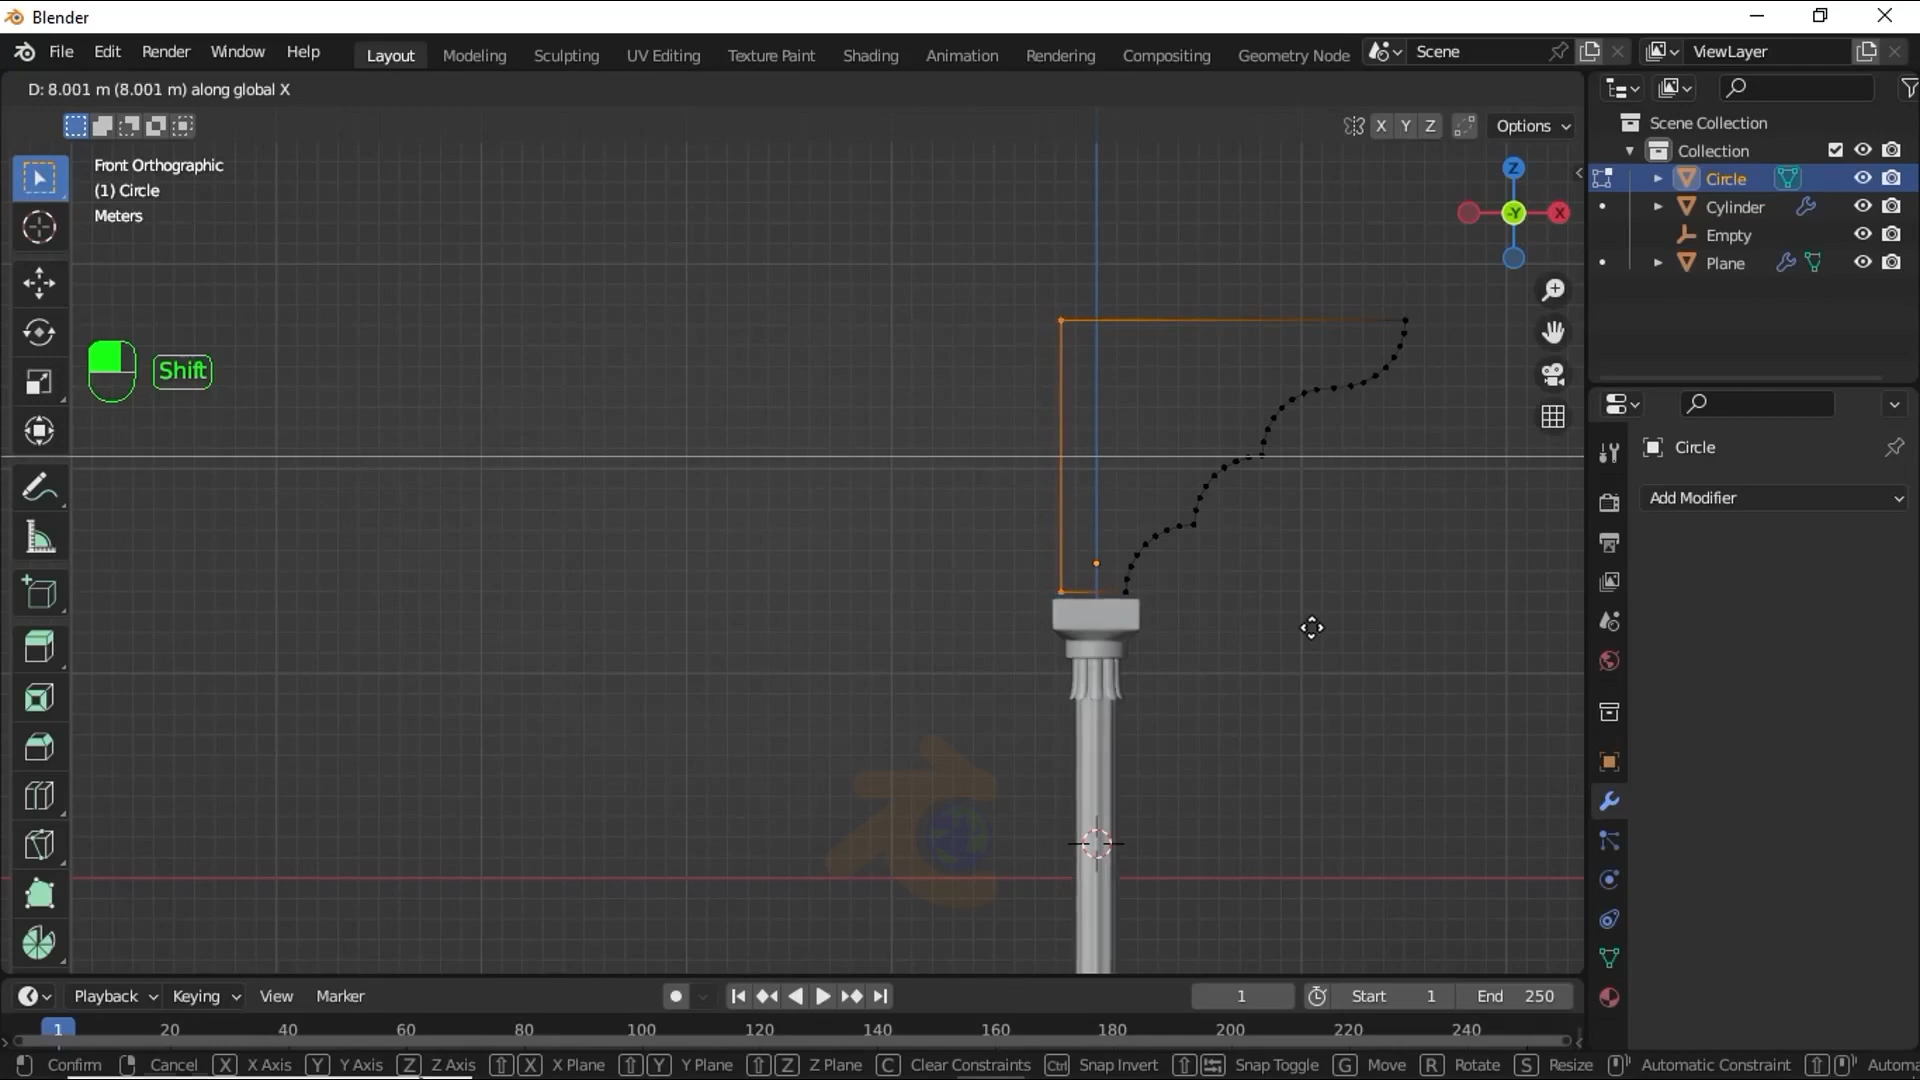 Blender
File Edit Render Window Help Layout Modeling Sculpting UV Editing Texture Paint Shading Animation Rendering Compositing Geometry Node Scene ViewLayer
D: 8.001 m (8.001 m) along global X
X Y Z Options
Front Orthographic
(1) Circle
Meters
Z
-Y X
Shift
Scene Collection
Collection
Circle
Cylinder
Empty
Plane
Circle
Add Modifier
Playback Keying View Marker 1 Start 1 End 250
1 20 40 60 80 100 120 140 160 180 200 220 240
Confirm Cancel X X Axis Y Y Axis Z Z Axis X X Plane Y Y Plane Z Z Plane C Clear Constraints Ctrl Snap Invert Snap Toggle G Move R Rotate S Resize Automatic Constraint Automa